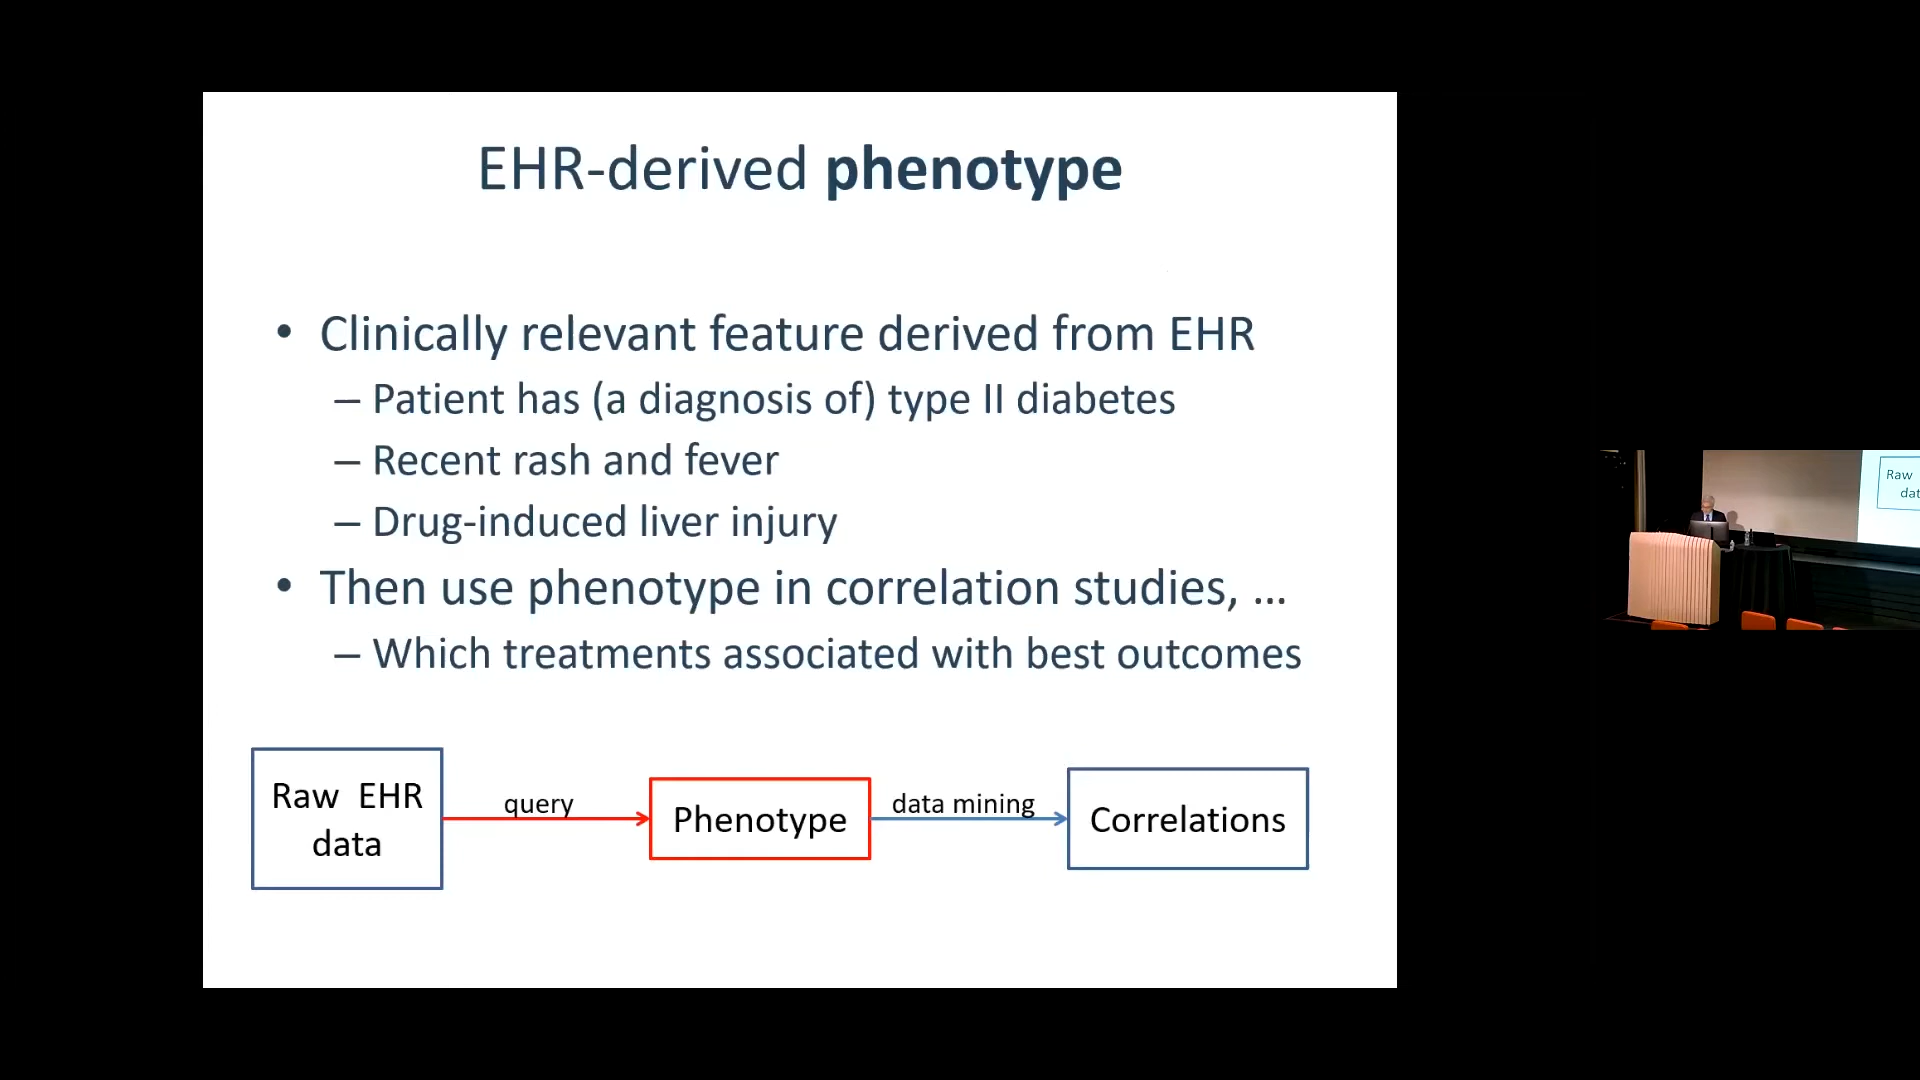 EHR-derived phenotype
• Clinically relevant feature derived from EHR
– Patient has (a diagnosis of) type II diabetes
– Recent rash and fever
– Drug-induced liver injury
• Then use phenotype in correlation studies, ...
– Which treatments associated with best outcomes
Raw EHR
data
query
Phenotype
data mining
Correlations
Raw
dat